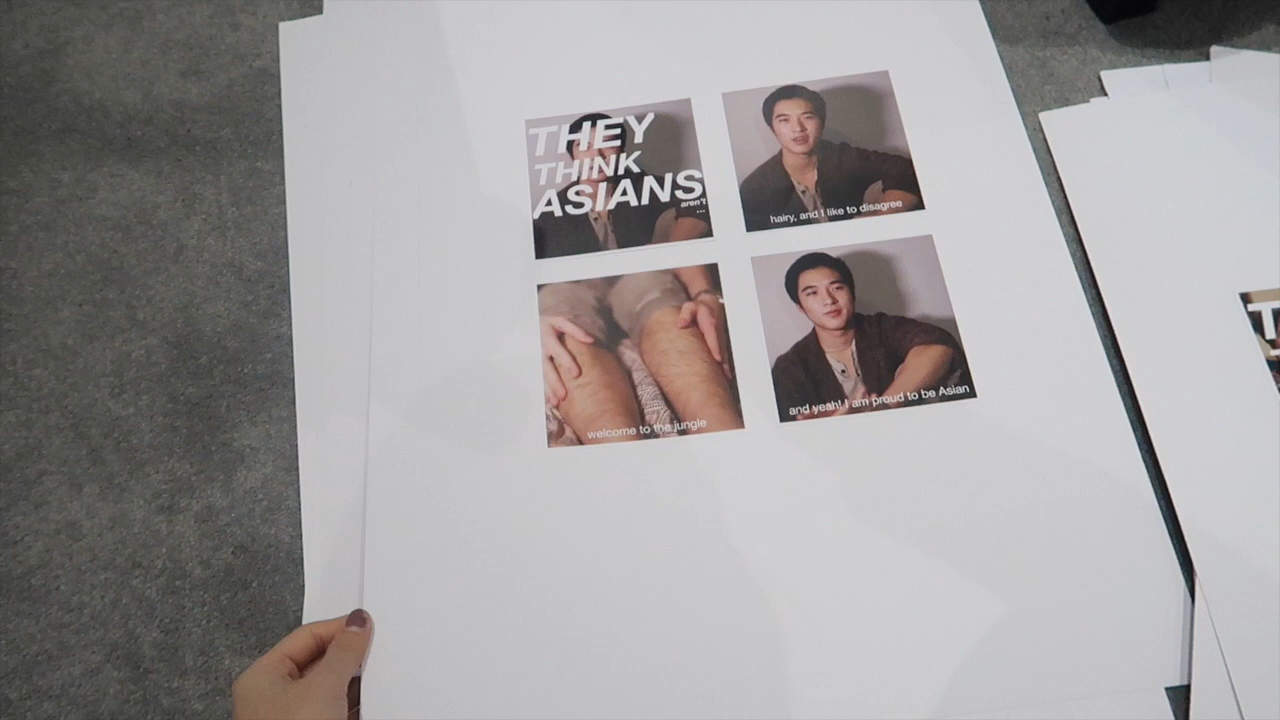 THEY
THINK
ASIANS
aren't
...
hairy, and I like to disagree
welcome to the jungle
and yeah! I am proud to be Asian
T